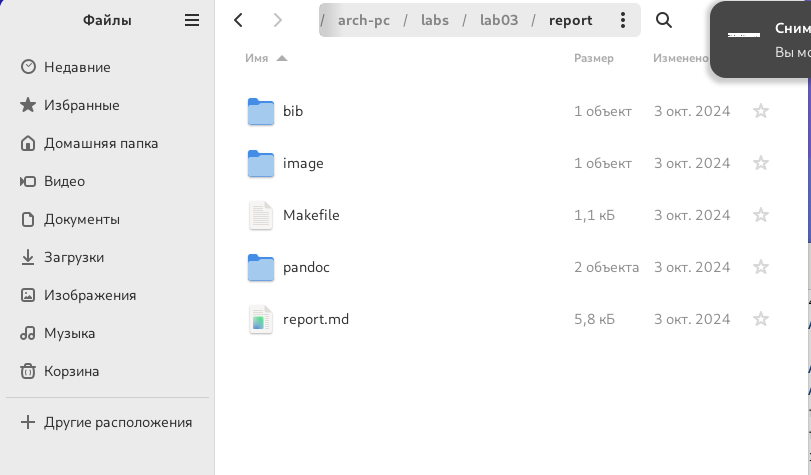 Файлы
Недавние
Избранные
Домашняя папка
Видео
Документы
Загрузки
Изображения
Музыка
Корзина
Другие расположения
/ arch-pc / labs / lab03 / report
Имя Размер Изменено
bib 1 объект 3 окт. 2024
image 1 объект 3 окт. 2024
Makefile 1,1 кБ 3 окт. 2024
pandoc 2 объекта 3 окт. 2024
report.md 5,8 кБ 3 окт. 2024
Сним
Вы мо